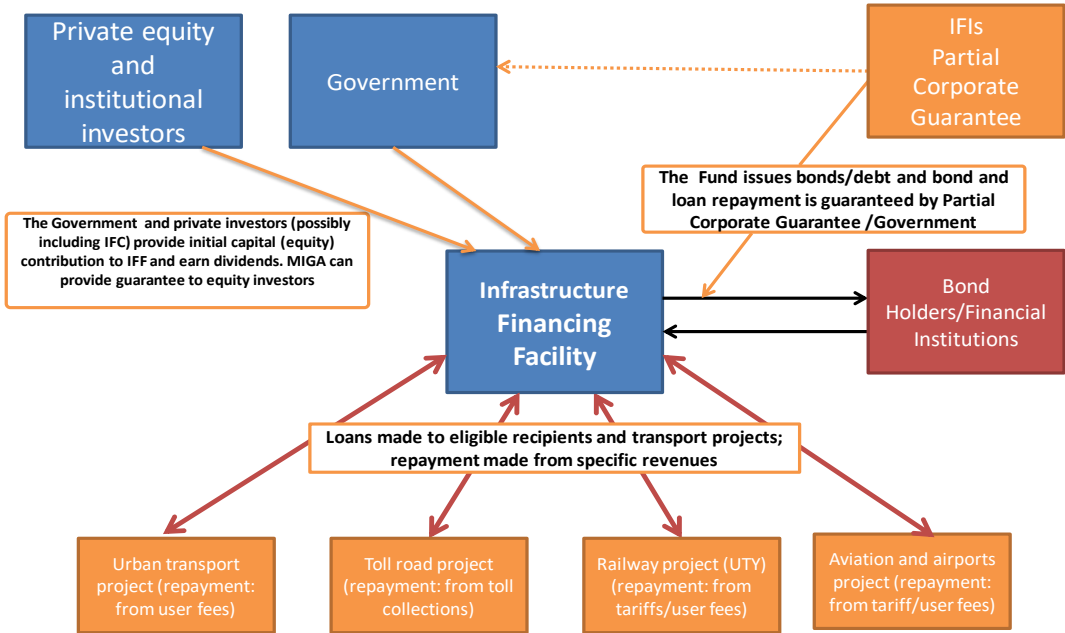 Private equity
and
institutional
investors
Government
IFIs
Partial
Corporate
Guarantee
The Fund issues bonds/debt and bond and
loan repayment is guaranteed by Partial
Corporate Guarantee /Government
The Government and private investors (possibly
including IFC) provide initial capital (equity)
contribution to IFF and earn dividends. MIGA can
provide guarantee to equity investors
Infrastructure
Financing
Facility
Bond
Holders/Financial
Institutions
Loans made to eligible recipients and transport projects;
repayment made from specific revenues
Urban transport
project (repayment:
from user fees)
Toll road project
(repayment: from toll
collections)
Railway project (UTY)
(repayment: from
tariffs/user fees)
Aviation and airports
project (repayment:
from tariff/user fees)